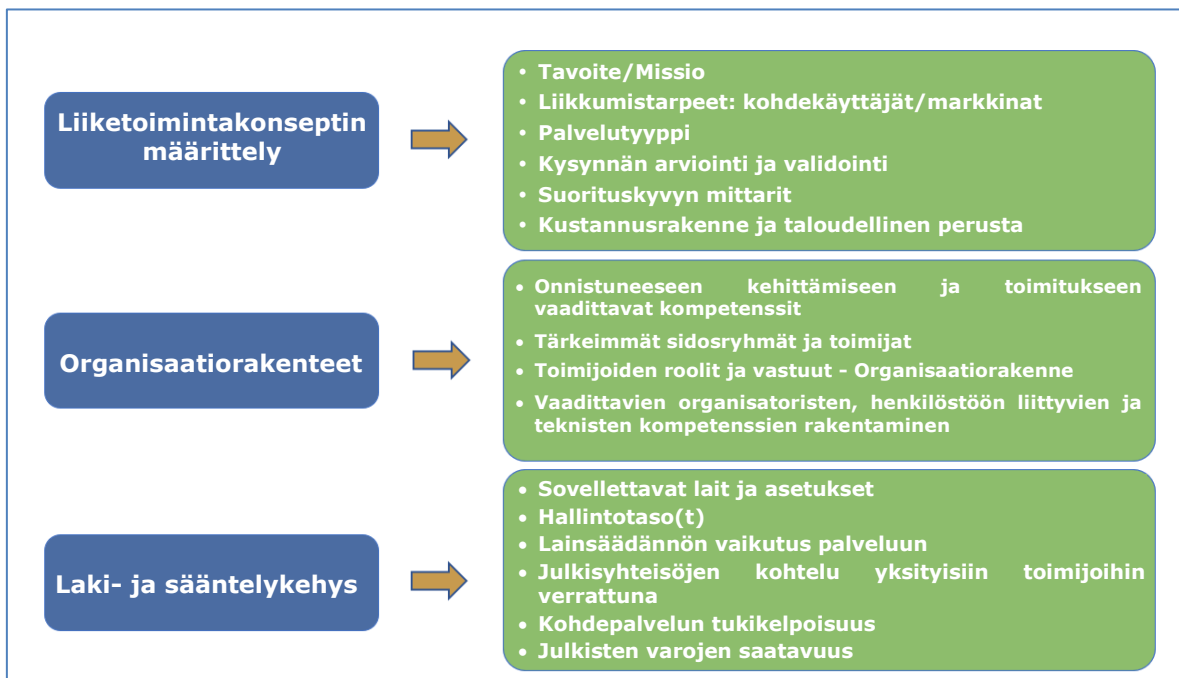 Liiketoimintakonseptin
määrittely
• Tavoite/Missio
• Liikkumistarpeet: kohdekäyttäjät/markkinat
• Palvelutyyppi
• Kysynnän arviointi ja validointi
• Suorituskyvyn mittarit
• Kustannusrakenne ja taloudellinen perusta
Organisaatiorakenteet
• Onnistuneeseen kehittämiseen ja toimitukseen
vaadittavat kompetenssit
• Tärkeimmät sidosryhmät ja toimijat
• Toimijoiden roolit ja vastuut - Organisaatiorakenne
• Vaadittavien organisatoristen, henkilöstöön liittyvien ja
teknisten kompetenssien rakentaminen
Laki- ja sääntelykehys
• Sovellettavat lait ja asetukset
• Hallintotaso(t)
• Lainsäädännön vaikutus palveluun
• Julkisyhteisöjen kohtelu yksityisiin toimijoihin
verrattuna
• Kohdepalvelun tukikelpoisuus
• Julkisten varojen saatavuus